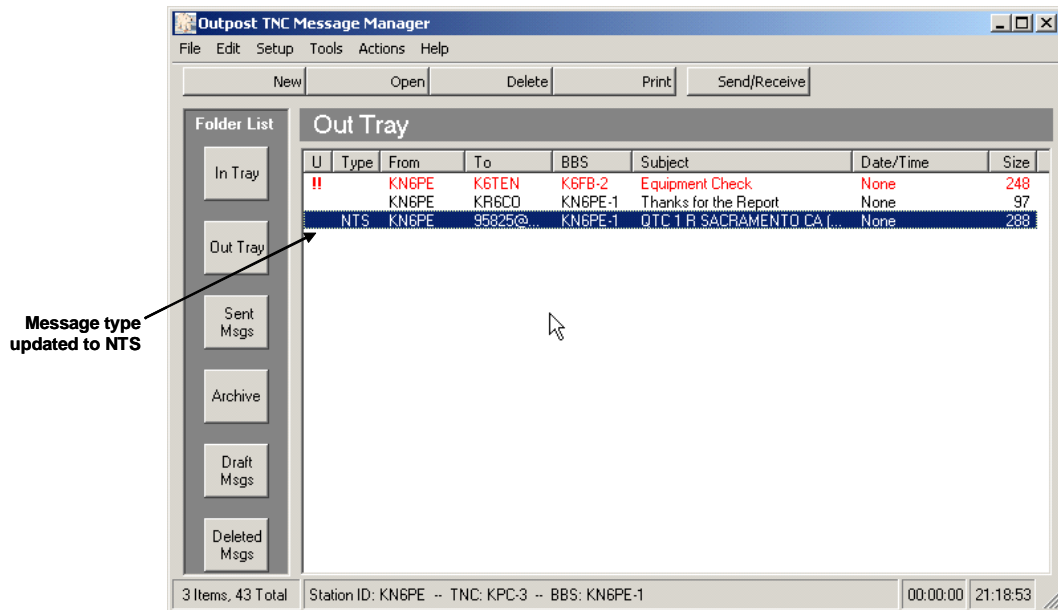 Outpost TNC Message Manager
File Edit Setup Tools Actions Help
New Open Delete Print Send/Receive
Folder List
Out Tray
In Tray
Out Tray
Sent
Msgs
Archive
Draft
Msgs
Deleted
Msgs
U Type From To BBS Subject Date/Time Size
!! KN6PE K6TEN K6FB-2 Equipment Check None 248
KN6PE KR6CO KN6PE-1 Thanks for the Report None 97
NTS KN6PE 95825@... KN6PE-1 QTC 1 R SACRAMENTO CA (... None 288
Message type
updated to NTS
3 Items, 43 Total Station ID: KN6PE -- TNC: KPC-3 -- BBS: KN6PE-1 00:00:00 21:18:53